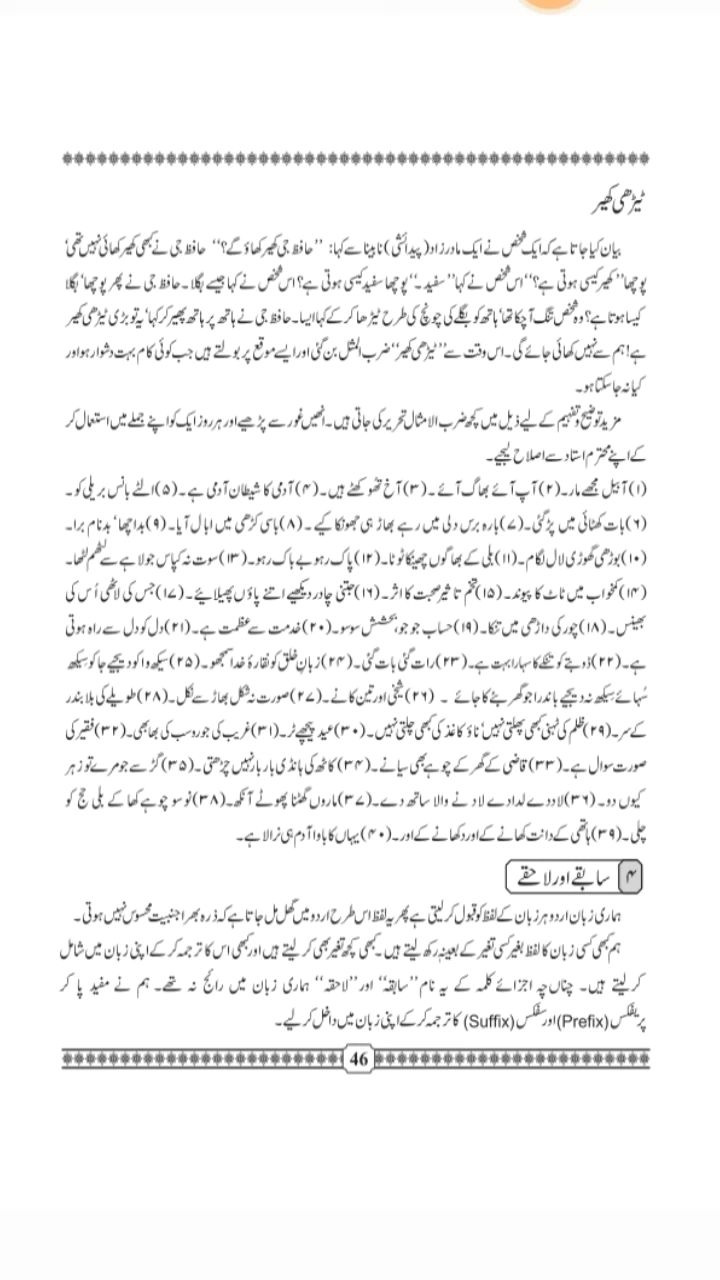 ٹیڑھی کھیر
بیان کیا جاتا ہے کہ ایک شخص نے ایک مادر زاد (پیدائشی) نابینا سے کہا: ’’حافظ جی کھیر کھاؤ گے؟‘‘ حافظ جی نے کبھی کھیر کھائی نہیں تھی‘
پوچھا ’’کھیر کیسی ہوتی ہے؟‘‘ اس شخص نے کہا ’’سفید۔‘‘ پوچھا سفید کیسی ہوتی ہے؟ اس شخص نے کہا جیسے بگلا۔ حافظ جی نے پھر پوچھا‘ بگلا
کیسا ہوتا ہے؟ وہ شخص تنگ آ چکا تھا‘ ہاتھ کو بگلے کی چونچ کی طرح ٹیڑھا کر کے کہا ایسا۔ حافظ جی نے ہاتھ پر ہاتھ پھیر کر کہا‘ یہ تو بڑی ٹیڑھی کھیر
ہے! ہم سے نہیں کھائی جائے گی۔ اس وقت سے ’’ٹیڑھی کھیر‘‘ ضرب المثل بن گئی اور ایسے موقع پر بولتے ہیں جب کوئی کام بہت دشوار ہو اور
کیا نہ جا سکتا ہو۔
مزید توضیح و تفہیم کے لیے ذیل میں کچھ ضرب الامثال تحریر کی جاتی ہیں۔ انھیں غور سے پڑھیے اور ہر روز ایک کو اپنے جملے میں استعمال کر
کے اپنے محترم استاد سے اصلاح لیجیے۔
(۱) آ بیل مجھے مار۔ (۲) آپ آئے بھاگ آئے۔ (۳) آخ تھو کھٹے ہیں۔ (۴) آدمی کا شیطان آدمی ہے۔ (۵) الٹے بانس بریلی کو۔
(۶) بات کھٹائی میں پڑ گئی۔ (۷) بارہ برس دلی میں رہے بھاڑ ہی جھونکا کیے۔ (۸) باسی کڑھی میں ابال آیا۔ (۹) بد اچھا‘ بدنام برا۔
(۱۰) بوڑھی گھوڑی لال لگام۔ (۱۱) بلی کے بھاگوں چھینکا ٹوٹا۔ (۱۲) پاک رہو بے باک رہو۔ (۱۳) سوت نہ کپاس جولاہے سے لٹھم لٹھا۔
(۱۴) کمخواب میں ٹاٹ کا پیوند۔ (۱۵) تخم تاثیر صحبت کا اثر۔ (۱۶) جتنی چادر دیکھیے اتنے پاؤں پھیلائیے۔ (۱۷) جس کی لاٹھی اُس کی
بھینس۔ (۱۸) چور کی داڑھی میں تنکا۔ (۱۹) حساب جو جو، بخشش سو سو۔ (۲۰) خدمت سے عظمت ہے۔ (۲۱) دل کو دل سے راہ ہوتی
ہے۔ (۲۲) ڈوبتے کو تنکے کا سہارا بہت ہے۔ (۲۳) رات گئی بات گئی۔ (۲۴) زبانِ خلق کو نقارۂ خدا سمجھو۔ (۲۵) سیکھ وا کو دیجیے جا کو سیکھ
سُہائے سیکھ نہ دیجیے باندرا جو گھر بئے کا جائے ۔ (۲۶) شیخی اور تین کانے۔ (۲۷) صورت نہ شکل بھاڑ سے نکل۔ (۲۸) طویلے کی بلا بندر
کے سر۔ (۲۹) ظلم کی ٹہنی کبھی پھلتی نہیں‘ ناؤ کاغذ کی کبھی چلتی نہیں۔ (۳۰) عید پیچھے ٹر۔ (۳۱) غریب کی جورو سب کی بھابھی۔ (۳۲) فقیر کی
صورت سوال ہے۔ (۳۳) قاضی کے گھر کے چوہے بھی سیانے۔ (۳۴) کاٹھ کی ہانڈی بار بار نہیں چڑھتی۔ (۳۵) گڑ سے جو مرے تو زہر
کیوں دو۔ (۳۶) لا دے لدا دے لادنے والا ساتھ دے۔ (۳۷) ماروں گھٹنا پھوٹے آنکھ۔ (۳۸) نو سو چوہے کھا کے بلی حج کو
چلی۔ (۳۹) ہاتھی کے دانت کھانے کے اور دکھانے کے اور۔ (۴۰) یہاں کا باوا آدم ہی نرالا ہے۔
۴ سابقے اور لاحقے
ہماری زبان اردو ہر زبان کے لفظ کو قبول کر لیتی ہے پھر یہ لفظ اس طرح اردو میں گھل مل جاتا ہے کہ ذرہ بھر اجنبیت محسوس نہیں ہوتی۔
ہم کبھی کسی زبان کا لفظ بغیر کسی تغیر کے بعینہٖ رکھ لیتے ہیں۔ کبھی کچھ تغیر بھی کر لیتے ہیں اور کبھی اس کا ترجمہ کر کے اپنی زبان میں شامل
کر لیتے ہیں۔ چناں چہ اجزائے کلمہ کے یہ نام ’’سابقہ‘‘ اور ’’لاحقہ‘‘ ہماری زبان میں رائج نہ تھے۔ ہم نے مفید پا کر
پریفکس (Prefix) اور سفکس (Suffix) کا ترجمہ کر کے اپنی زبان میں داخل کر لیے۔
46